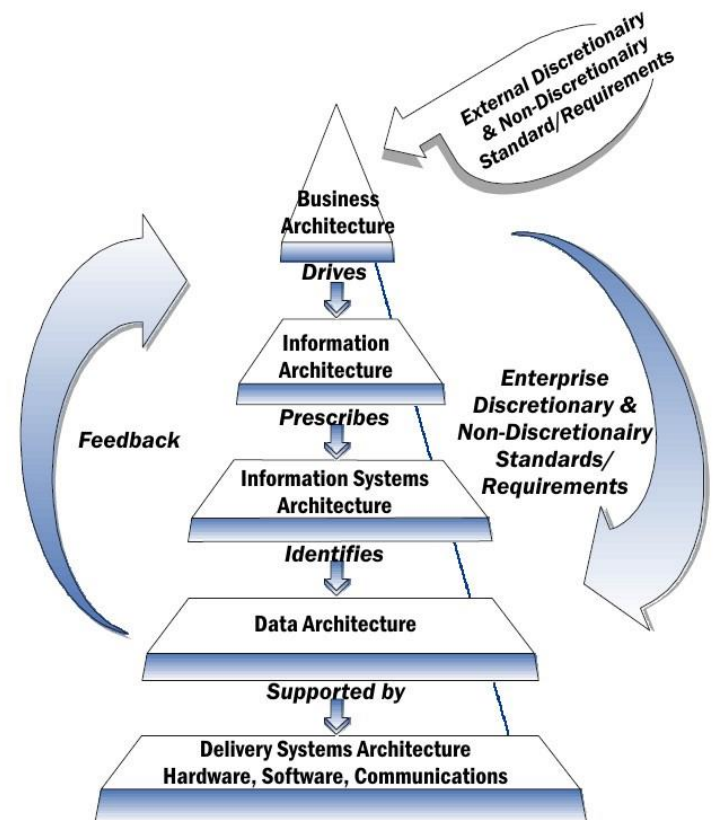 External Discretionairy
& Non-Discretionairy
Standard/Requirements
Business
Architecture
Drives
Information
Architecture
Prescribes
Information Systems
Architecture
Identifies
Data Architecture
Supported by
Delivery Systems Architecture
Hardware, Software, Communications
Feedback
Enterprise
Discretionary &
Non-Discretionairy
Standards/
Requirements